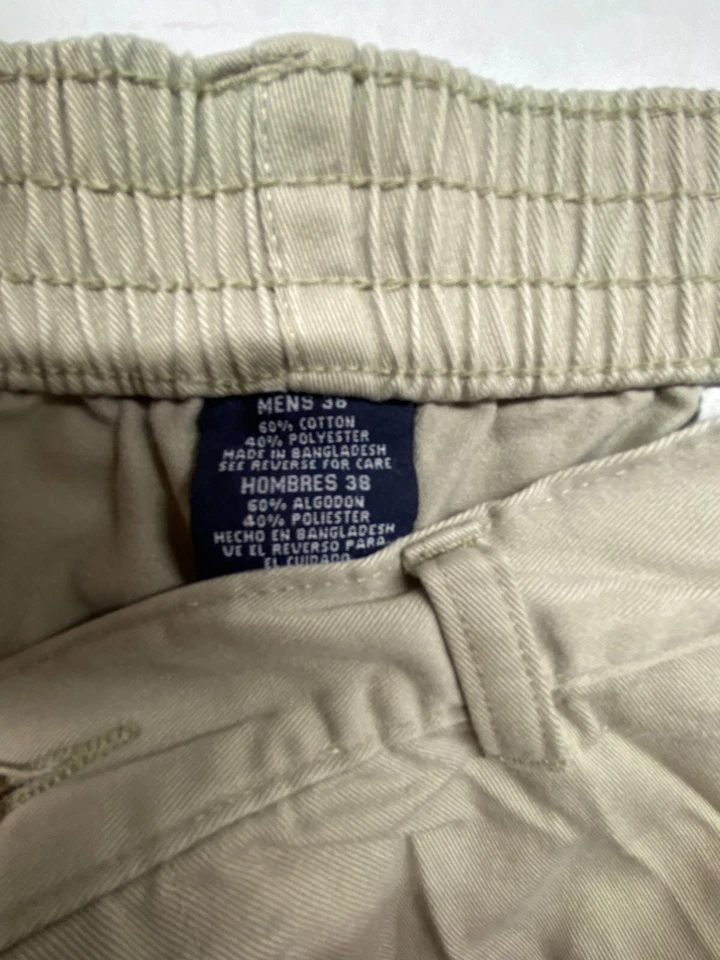 MENS 38
60% COTTON
40% POLYESTER
MADE IN BANGLADESH
SEE REVERSE FOR CARE
HOMBRES 38
60% ALGODON
40% POLIESTER
HECHO EN BANGLADESH
VE EL REVERSO PARA
EL CUIDADO